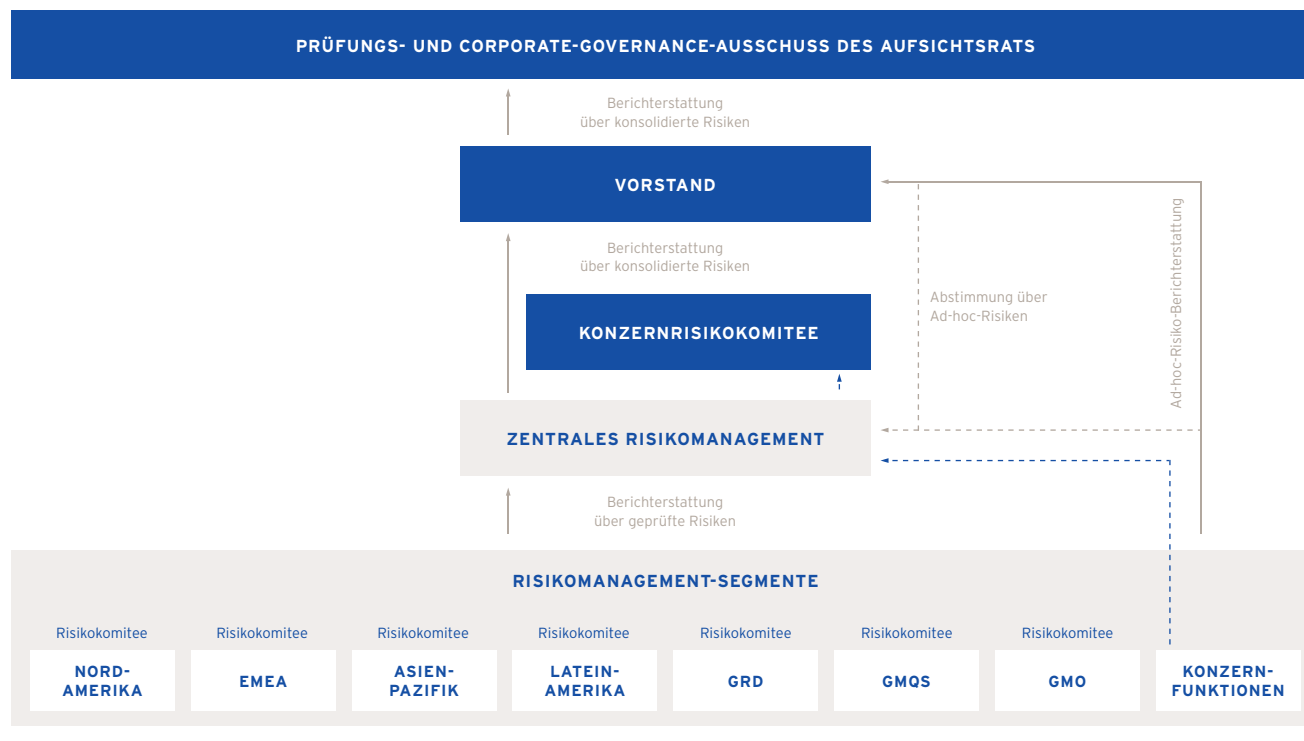 PRÜFUNGS- UND CORPORATE-GOVERNANCE-AUSSCHUSS DES AUFSICHTSRATS
Berichterstattung
über konsolidierte Risiken
VORSTAND
Berichterstattung
über konsolidierte Risiken
Abstimmung über
Ad-hoc-Risiken
Ad-hoc-Risiko-Berichterstattung
KONZERNRISIKOKOMITEE
ZENTRALES RISIKOMANAGEMENT
Berichterstattung
über geprüfte Risiken
RISIKOMANAGEMENT-SEGMENTE
Risikokomitee
NORD-
AMERIKA
Risikokomitee
EMEA
Risikokomitee
ASIEN-
PAZIFIK
Risikokomitee
LATEIN-
AMERIKA
Risikokomitee
GRD
Risikokomitee
GMQS
Risikokomitee
GMO
KONZERN-
FUNKTIONEN